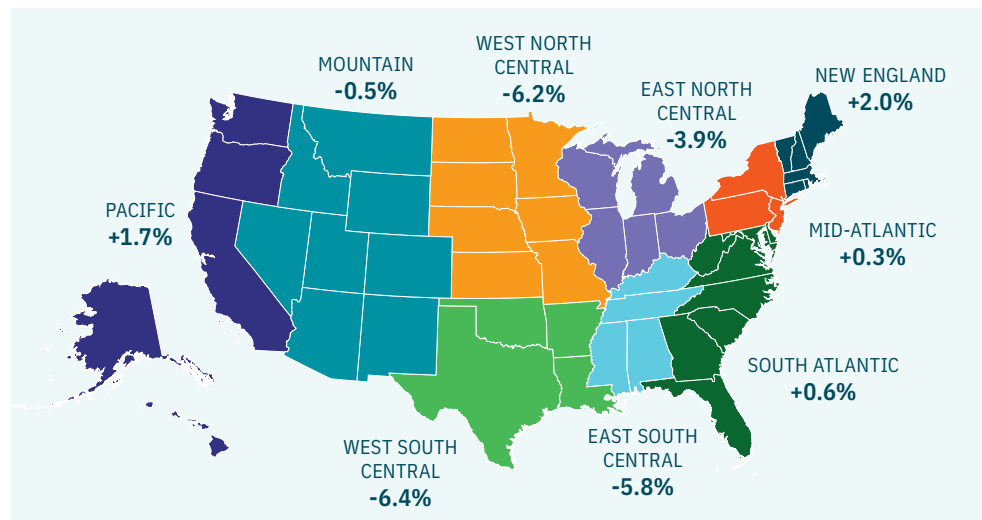 WEST NORTH
CENTRAL
-6.2%
MOUNTAIN
-0.5%
EAST NORTH
CENTRAL
-3.9%
NEW ENGLAND
+2.0%
PACIFIC
+1.7%
MID-ATLANTIC
+0.3%
SOUTH ATLANTIC
+0.6%
WEST SOUTH
CENTRAL
-6.4%
EAST SOUTH
CENTRAL
-5.8%